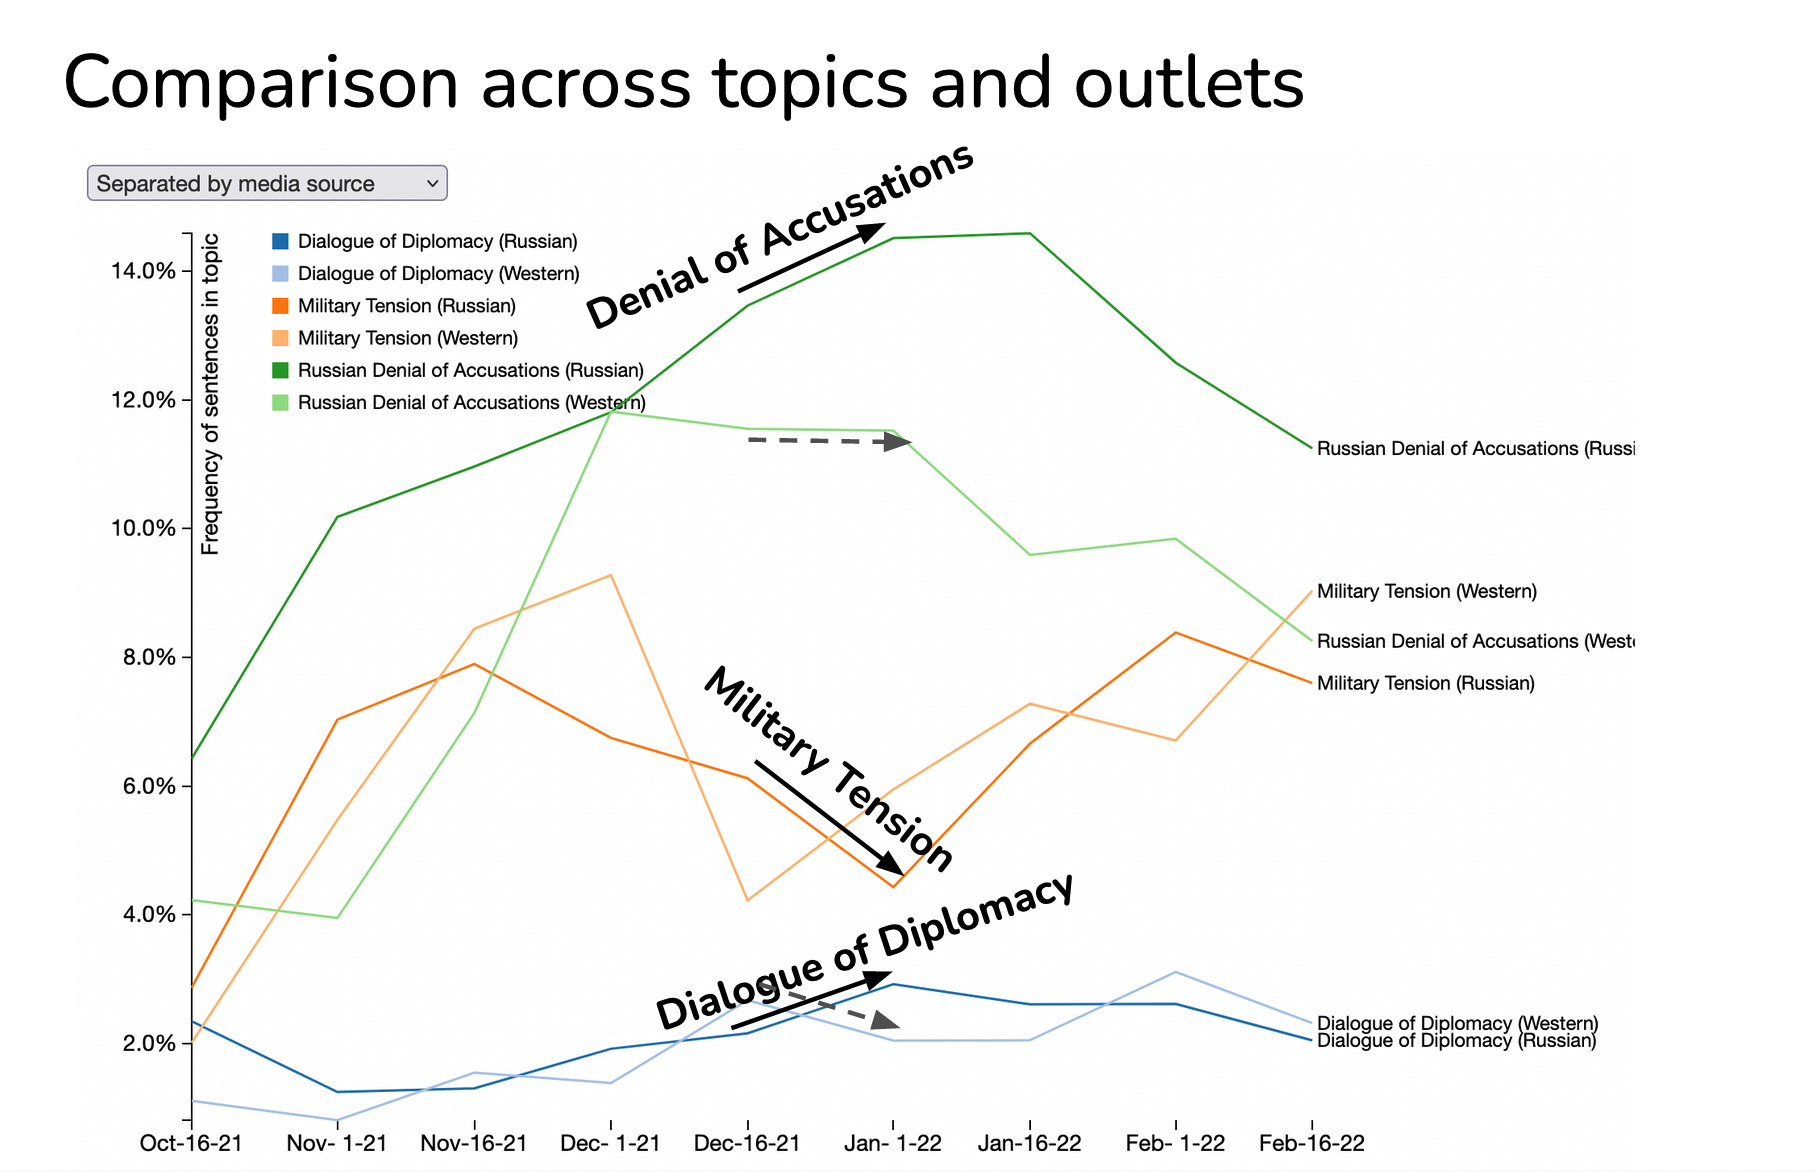 Comparison across topics and outlets
Separated by media source
Frequency of sentences in topic
Dialogue of Diplomacy (Russian)
Dialogue of Diplomacy (Western)
Military Tension (Russian)
Military Tension (Western)
Russian Denial of Accusations (Russian)
Russian Denial of Accusations (Western)
14.0%
12.0%
10.0%
8.0%
6.0%
4.0%
2.0%
Denial of Accusations
Military Tension
Dialogue of Diplomacy
Russian Denial of Accusations (Russi
Military Tension (Western)
Russian Denial of Accusations (Weste
Military Tension (Russian)
Dialogue of Diplomacy (Western)
Dialogue of Diplomacy (Russian)
Oct-16-21 Nov- 1-21 Nov-16-21 Dec- 1-21 Dec-16-21 Jan- 1-22 Jan-16-22 Feb- 1-22 Feb-16-22